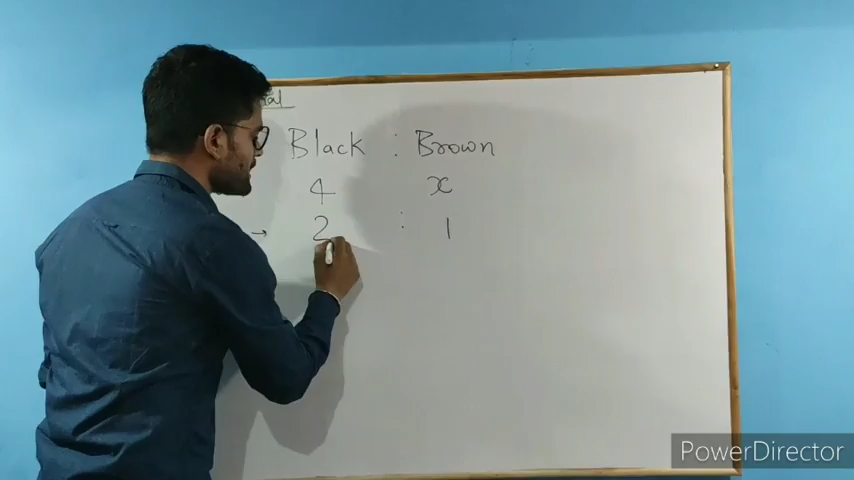 Black : Brown
4 x
→ 2 : 1
PowerDirector